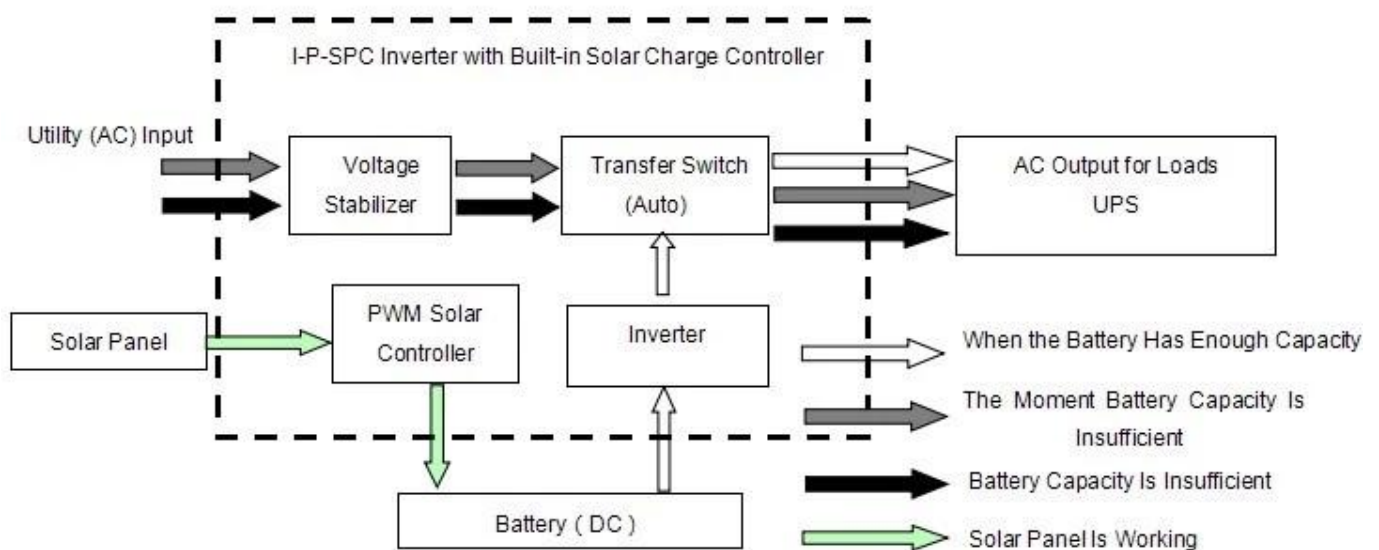 I-P-SPC Inverter with Built-in Solar Charge Controller
Utility (AC) Input
Voltage
Stabilizer
Transfer Switch
(Auto)
AC Output for Loads
UPS
Solar Panel
PWM Solar
Controller
Inverter
Battery ( DC )
When the Battery Has Enough Capacity
The Moment Battery Capacity Is
Insufficient
Battery Capacity Is Insufficient
Solar Panel Is Working